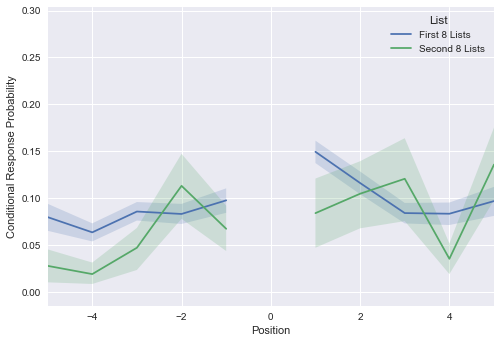 List
First 8 Lists
Second 8 Lists
0.30
0.25
0.20
0.15
0.10
0.05
0.00
Conditional Response Probability
−4
−2
0
2
4
Position